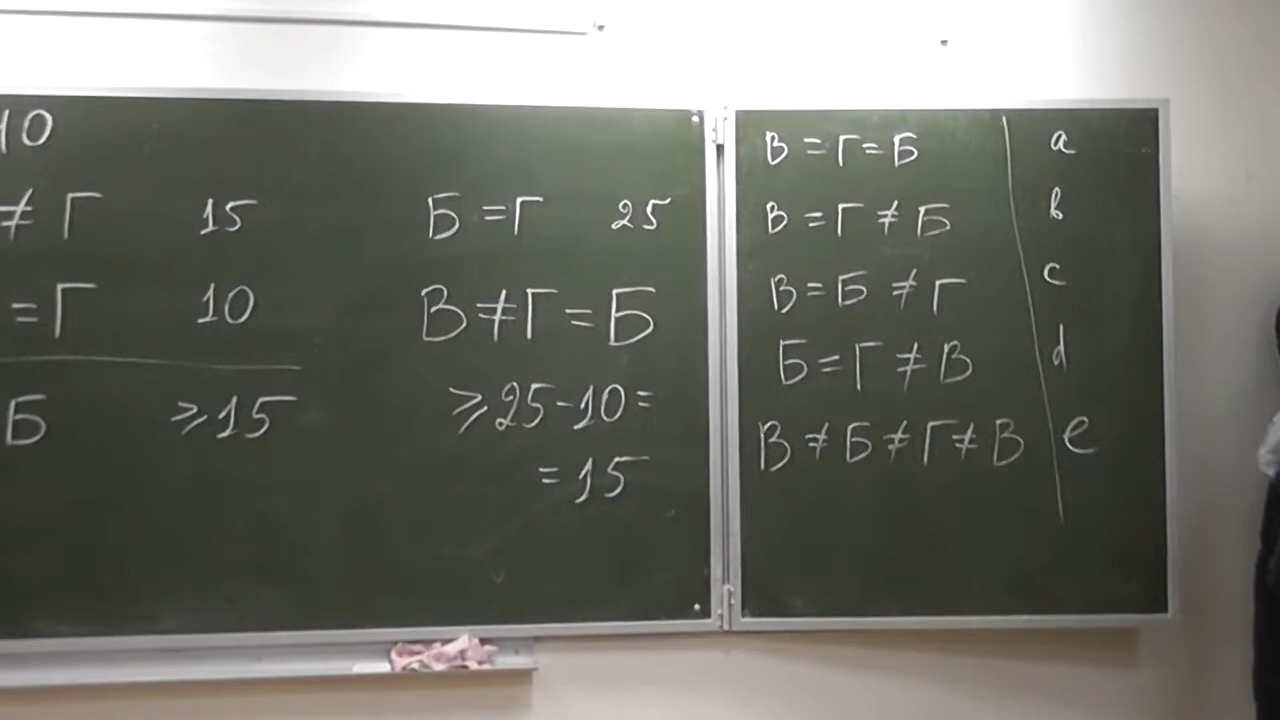 10
≠ Г 15
= Г 10
Б ≥ 15
Б = Г 25
В ≠ Г = Б
≥ 25 - 10 =
= 15
В = Г = Б a
В = Г ≠ Б b
В = Б ≠ Г c
Б = Г ≠ В d
В ≠ Б ≠ Г ≠ В e